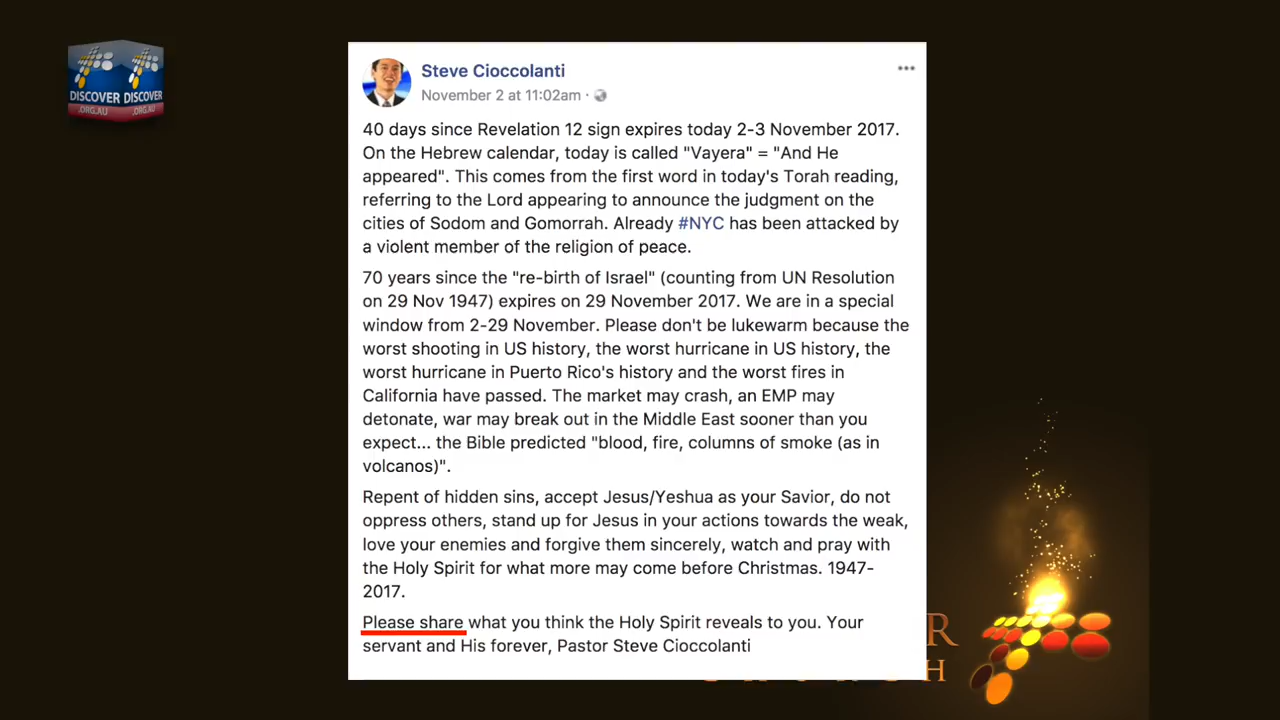 DISCOVER DISCOVER
.ORG.AU .ORG.AU
Steve Cioccolanti
November 2 at 11:02am ·
40 days since Revelation 12 sign expires today 2-3 November 2017.
On the Hebrew calendar, today is called "Vayera" = "And He
appeared". This comes from the first word in today's Torah reading,
referring to the Lord appearing to announce the judgment on the
cities of Sodom and Gomorrah. Already #NYC has been attacked by
a violent member of the religion of peace.
70 years since the "re-birth of Israel" (counting from UN Resolution
on 29 Nov 1947) expires on 29 November 2017. We are in a special
window from 2-29 November. Please don't be lukewarm because the
worst shooting in US history, the worst hurricane in US history, the
worst hurricane in Puerto Rico's history and the worst fires in
California have passed. The market may crash, an EMP may
detonate, war may break out in the Middle East sooner than you
expect... the Bible predicted "blood, fire, columns of smoke (as in
volcanos)".
Repent of hidden sins, accept Jesus/Yeshua as your Savior, do not
oppress others, stand up for Jesus in your actions towards the weak,
love your enemies and forgive them sincerely, watch and pray with
the Holy Spirit for what more may come before Christmas. 1947-
2017.
Please share what you think the Holy Spirit reveals to you. Your
servant and His forever, Pastor Steve Cioccolanti